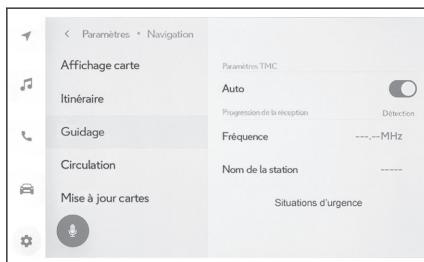 < Paramètres • Navigation
Affichage carte
Itinéraire
Guidage
Circulation
Mise à jour cartes
Paramètres TMC
Auto
Progression de la réception Détection
Fréquence ---.--MHz
Nom de la station -----
Situations d'urgence